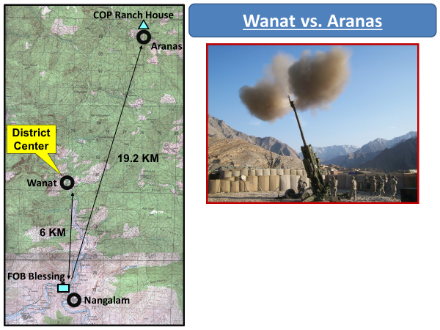 COP Ranch House
Aranas
District
Center
19.2 KM
Wanat
6 KM
FOB Blessing
Nangalam
Wanat vs. Aranas